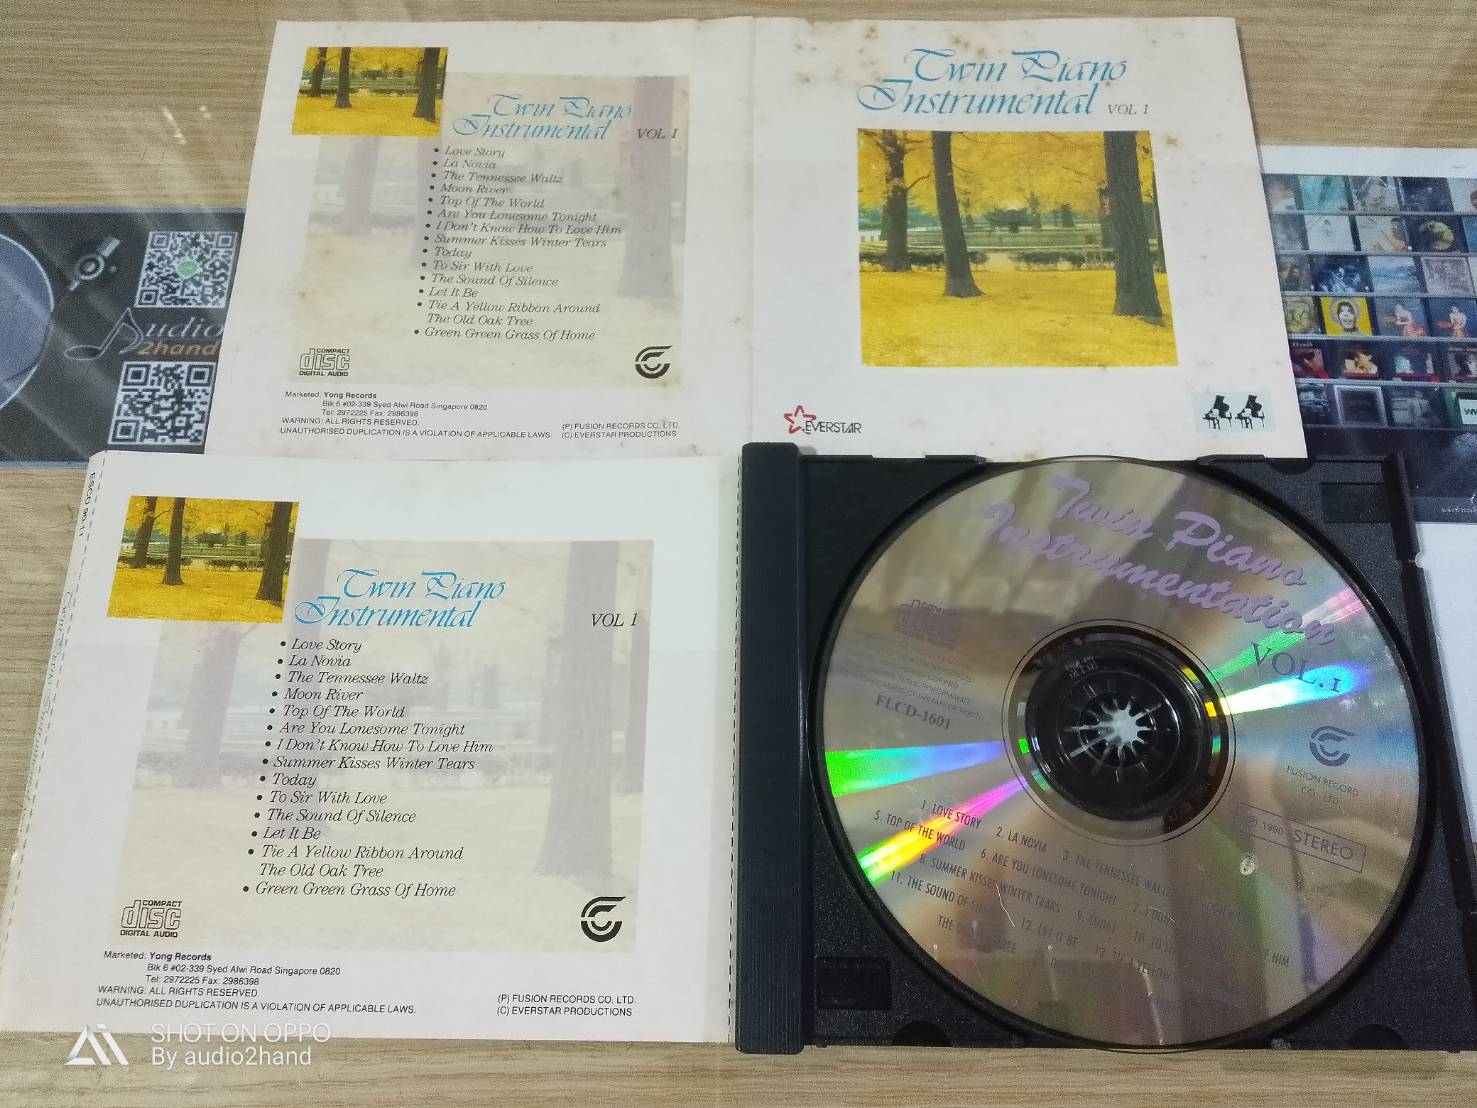 Twin Piano
Instrumental VOL 1
• Love Story
• La Novia
• The Tennessee Waltz
• Moon River
• Top Of The World
• Are You Lonesome Tonight
• I Don't Know How To Love Him
• Summer Kisses Winter Tears
• Today
• To Sir With Love
• The Sound Of Silence
• Let It Be
• Tie A Yellow Ribbon Around
The Old Oak Tree
• Green Green Grass Of Home
COMPACT
disc
DIGITAL AUDIO
Marketed: Yong Records
Blk 6 #02-339 Syed Alwi Road Singapore 0820
Tel: 2972225 Fax: 2986398
WARNING: ALL RIGHTS RESERVED.
UNAUTHORISED DUPLICATION IS A VIOLATION OF APPLICABLE LAWS.
(P) FUSION RECORDS CO. LTD.
(C) EVERSTAR PRODUCTIONS
Twin Piano
Instrumental VOL 1
EVERSTAR
Audio
2hand
Twin Piano
Instrumental
VOL 1
• Love Story
• La Novia
• The Tennessee Waltz
• Moon River
• Top Of The World
• Are You Lonesome Tonight
• I Don't Know How To Love Him
• Summer Kisses Winter Tears
• Today
• To Sir With Love
• The Sound Of Silence
• Let It Be
• Tie A Yellow Ribbon Around
The Old Oak Tree
• Green Green Grass Of Home
COMPACT
disc
DIGITAL AUDIO
Marketed: Yong Records
Blk 6 #02-339 Syed Alwi Road Singapore 0820
Tel: 2972225 Fax: 2986398
WARNING: ALL RIGHTS RESERVED.
UNAUTHORISED DUPLICATION IS A VIOLATION OF APPLICABLE LAWS.
(P) FUSION RECORDS CO. LTD.
(C) EVERSTAR PRODUCTIONS
Twin Piano
Instrumentation
VOL.1
disc
DIGITAL AUDIO
FLCD-1601
FUSION RECORD
CO. LTD.
(P) 1990 STEREO
1. LOVE STORY 2. LA NOVIA 3. THE TENNESSEE WALTZ
5. TOP OF THE WORLD 6. ARE YOU LONESOME TONIGHT
8. SUMMER KISSES WINTER TEARS 9. TODAY
11. THE SOUND OF 12. LET IT BE
SHOT ON OPPO
By audio2hand